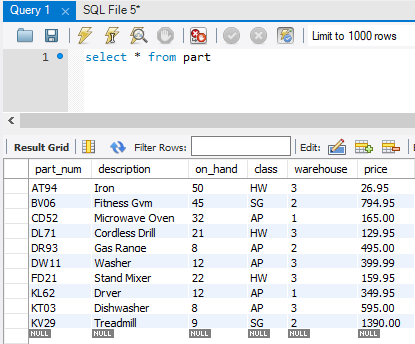 Query 1 SQL File 5*
Limit to 1000 rows
1 select * from part
Result Grid Filter Rows: Edit:
part_num description on_hand class warehouse price
AT94 Iron 50 HW 3 26.95
BV06 Fitness Gym 45 SG 2 794.95
CD52 Microwave Oven 32 AP 1 165.00
DL71 Cordless Drill 21 HW 3 129.95
DR93 Gas Range 8 AP 2 495.00
DW11 Washer 12 AP 3 399.99
FD21 Stand Mixer 22 HW 3 159.95
KL62 Dryer 12 AP 1 349.95
KT03 Dishwasher 8 AP 3 595.00
KV29 Treadmill 9 SG 2 1390.00
NULL NULL NULL NULL NULL NULL